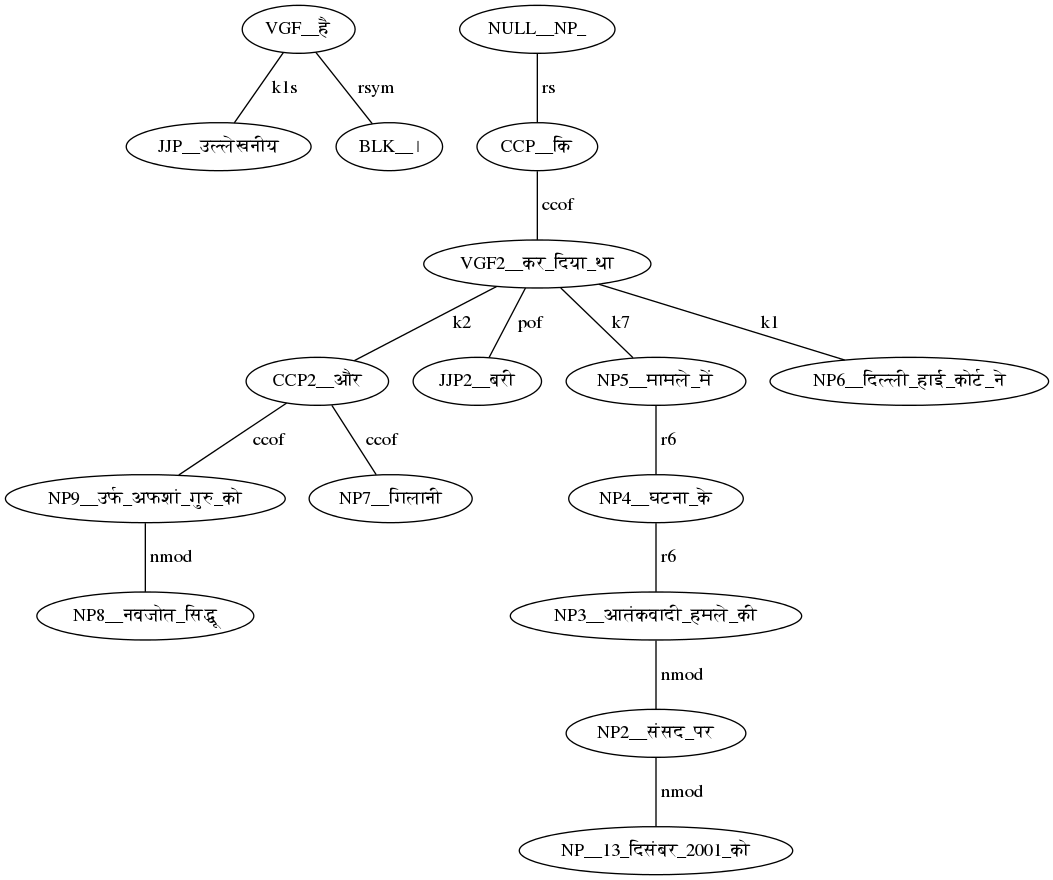 VGF__है NULL__NP_
k1s rsym rs
JJP__उल्लेखनीय BLK__। CCP__कि
ccof
VGF2__कर_दिया_था
k2 pof k7 k1
CCP2__और JJP2__बरी NP5__मामले_में NP6__दिल्ली_हाई_कोर्ट_ने
ccof ccof r6
NP9__उर्फ_अफशां_गुरु_को NP7__गिलानी NP4__घटना_के
nmod r6
NP8__नवजोत_सिद्धू NP3__आतंकवादी_हमले_की
nmod
NP2__संसद_पर
nmod
NP__13_दिसंबर_2001_को